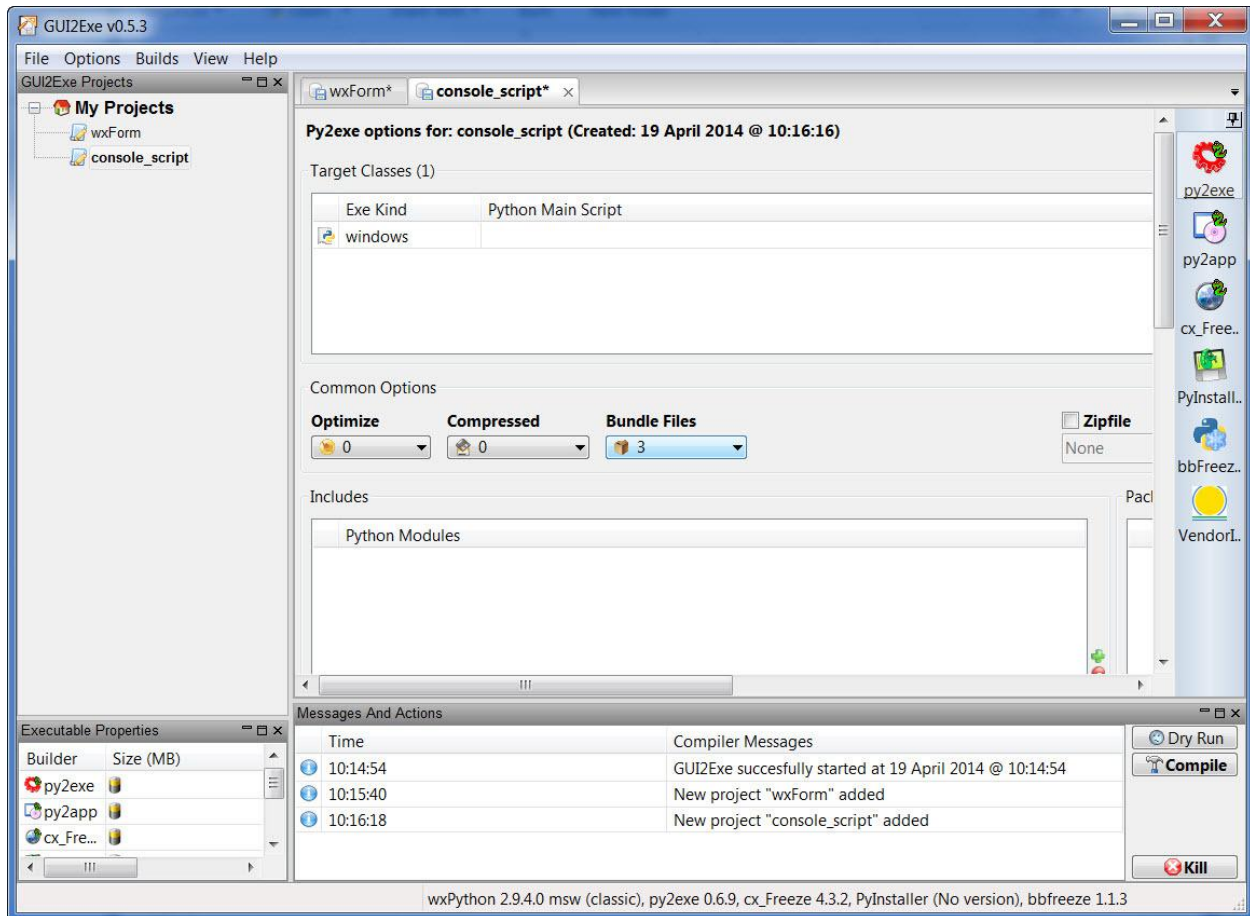 GUI2Exe v0.5.3
File Options Builds View Help
GUI2Exe Projects
My Projects
wxForm
console_script
wxForm* console_script*
Py2exe options for: console_script (Created: 19 April 2014 @ 10:16:16)
Target Classes (1)
Exe Kind Python Main Script
windows
Common Options
Optimize Compressed Bundle Files Zipfile
0 0 3 None
Includes
Python Modules
py2exe
py2app
cx_Free..
PyInstall..
bbFreez..
VendorI..
Executable Properties
Builder Size (MB)
py2exe
py2app
cx_Fre...
Messages And Actions
Time Compiler Messages
10:14:54 GUI2Exe succesfully started at 19 April 2014 @ 10:14:54
10:15:40 New project "wxForm" added
10:16:18 New project "console_script" added
Dry Run
Compile
Kill
wxPython 2.9.4.0 msw (classic), py2exe 0.6.9, cx_Freeze 4.3.2, PyInstaller (No version), bbfreeze 1.1.3